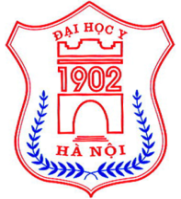 ĐẠI HỌC Y
1902
HÀ NỘI